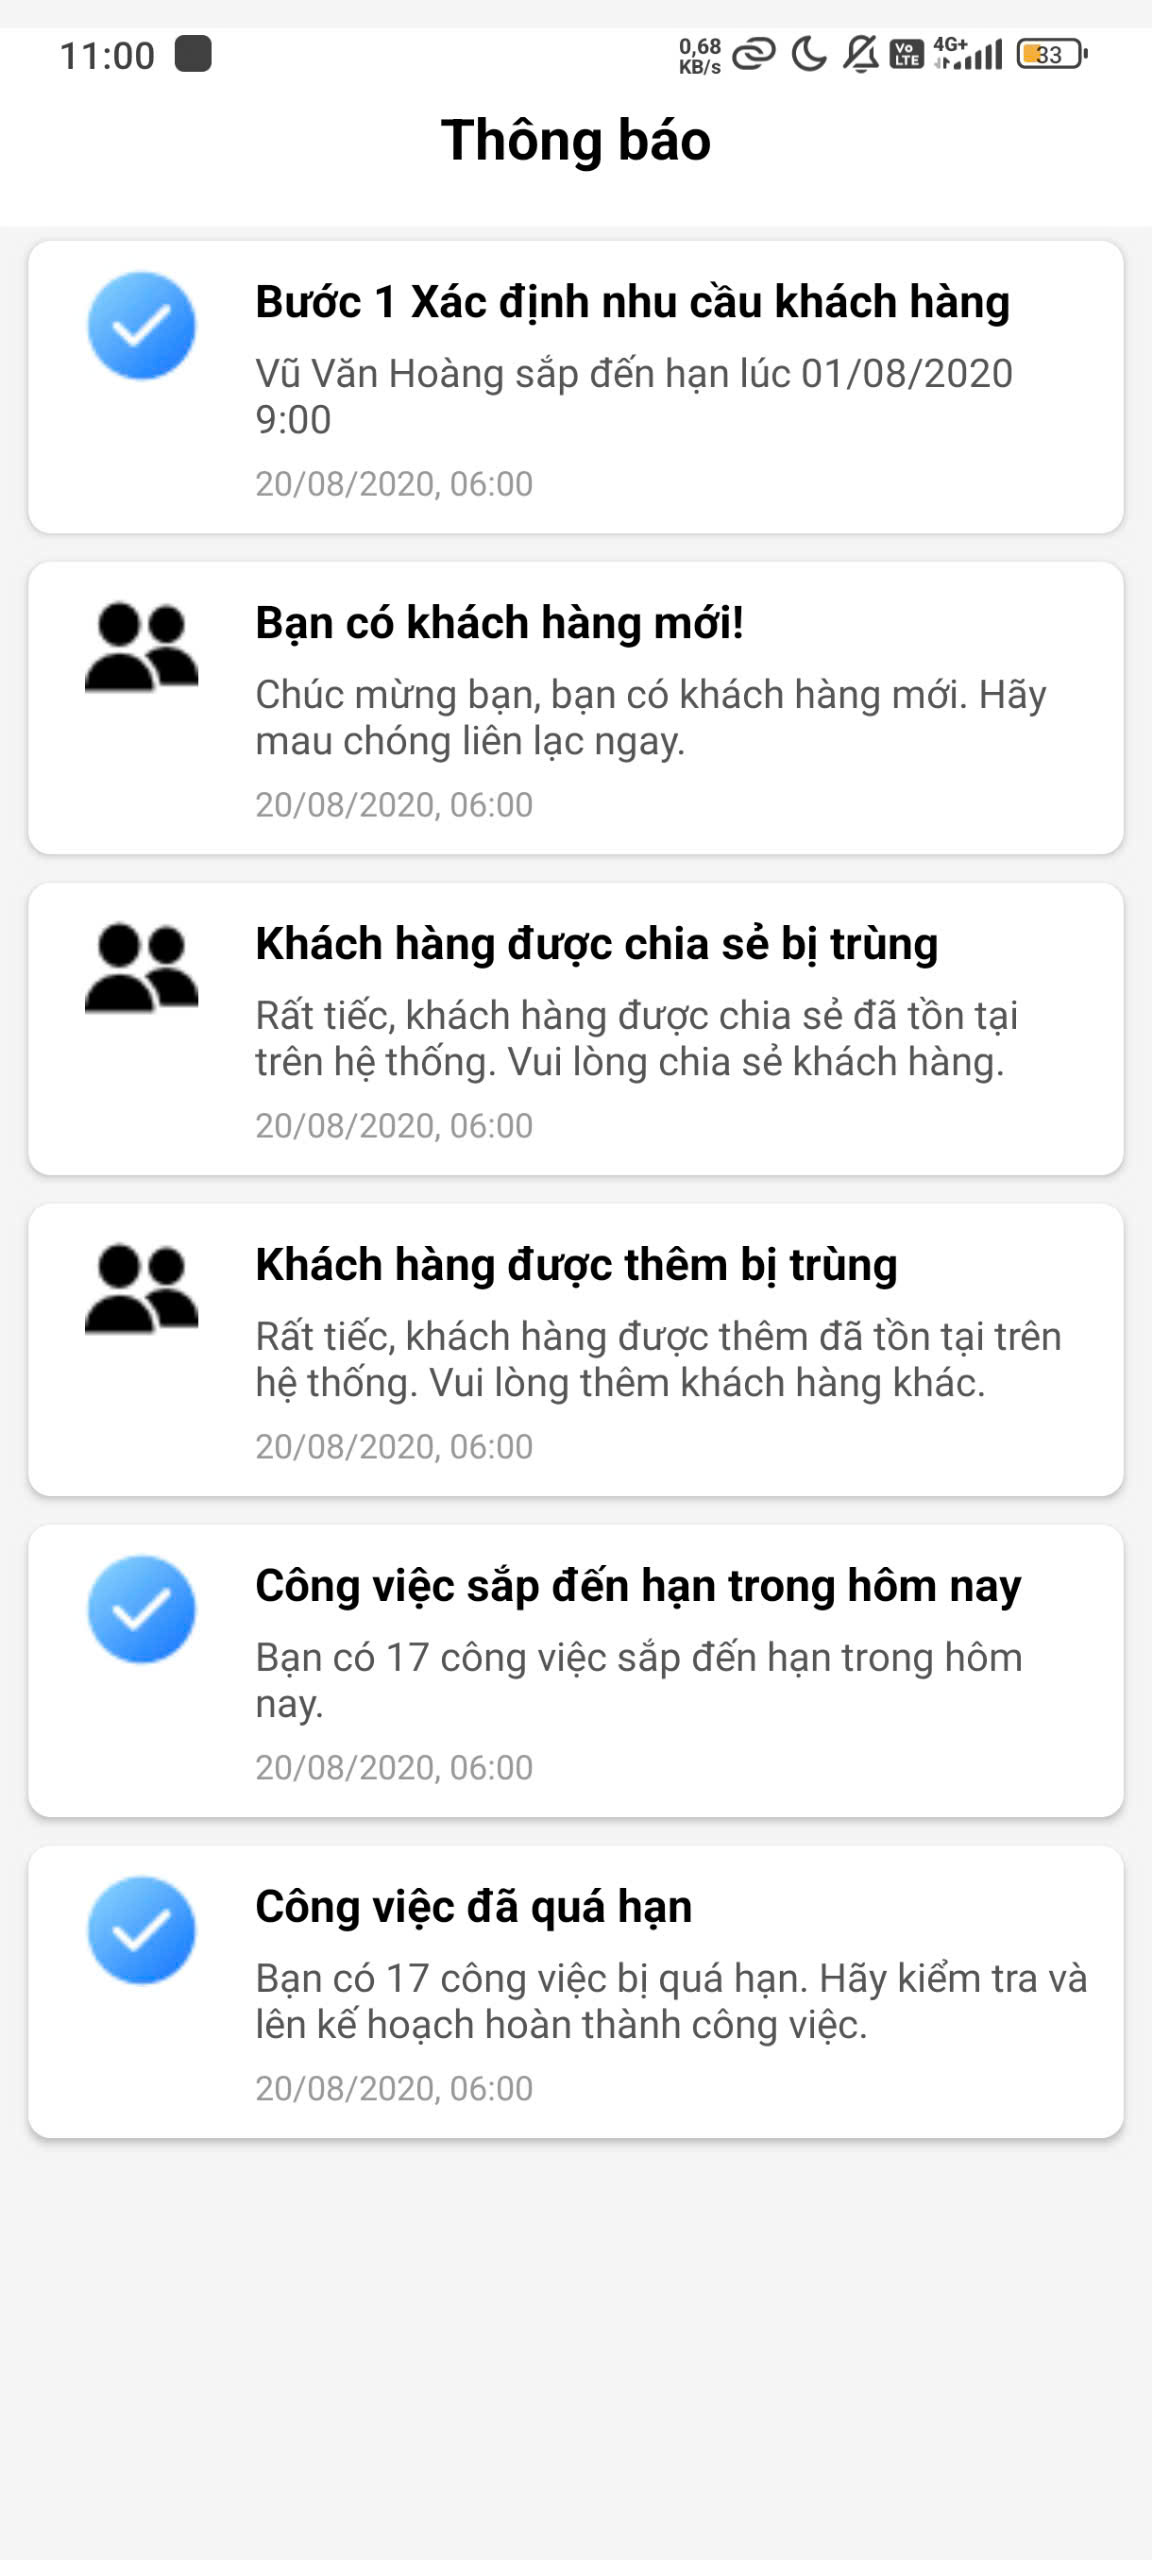 11:00
0,68
KB/s
Vo
LTE
4G+
33
Thông báo
Bước 1 Xác định nhu cầu khách hàng
Vũ Văn Hoàng sắp đến hạn lúc 01/08/2020
9:00
20/08/2020, 06:00
Bạn có khách hàng mới!
Chúc mừng bạn, bạn có khách hàng mới. Hãy
mau chóng liên lạc ngay.
20/08/2020, 06:00
Khách hàng được chia sẻ bị trùng
Rất tiếc, khách hàng được chia sẻ đã tồn tại
trên hệ thống. Vui lòng chia sẻ khách hàng.
20/08/2020, 06:00
Khách hàng được thêm bị trùng
Rất tiếc, khách hàng được thêm đã tồn tại trên
hệ thống. Vui lòng thêm khách hàng khác.
20/08/2020, 06:00
Công việc sắp đến hạn trong hôm nay
Bạn có 17 công việc sắp đến hạn trong hôm
nay.
20/08/2020, 06:00
Công việc đã quá hạn
Bạn có 17 công việc bị quá hạn. Hãy kiểm tra và
lên kế hoạch hoàn thành công việc.
20/08/2020, 06:00